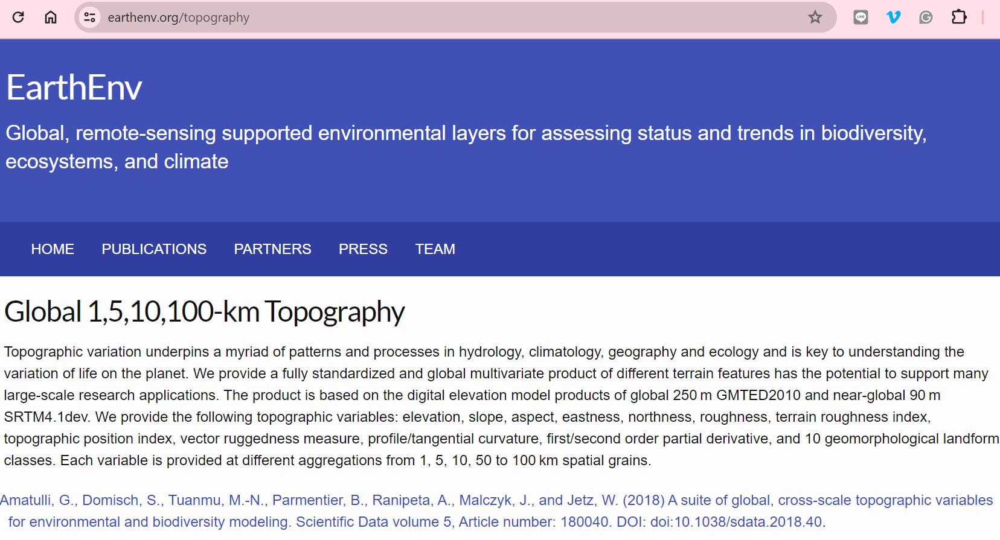 earthenv.org/topography
LINE
EarthEnv
Global, remote-sensing supported environmental layers for assessing status and trends in biodiversity,
ecosystems, and climate
HOME PUBLICATIONS PARTNERS PRESS TEAM
Global 1,5,10,100-km Topography
Topographic variation underpins a myriad of patterns and processes in hydrology, climatology, geography and ecology and is key to understanding the
variation of life on the planet. We provide a fully standardized and global multivariate product of different terrain features has the potential to support many
large-scale research applications. The product is based on the digital elevation model products of global 250 m GMTED2010 and near-global 90 m
SRTM4.1dev. We provide the following topographic variables: elevation, slope, aspect, eastness, northness, roughness, terrain roughness index,
topographic position index, vector ruggedness measure, profile/tangential curvature, first/second order partial derivative, and 10 geomorphological landform
classes. Each variable is provided at different aggregations from 1, 5, 10, 50 to 100 km spatial grains.
Amatulli, G., Domisch, S., Tuanmu, M.-N., Parmentier, B., Ranipeta, A., Malczyk, J., and Jetz, W. (2018) A suite of global, cross-scale topographic variables
for environmental and biodiversity modeling. Scientific Data volume 5, Article number: 180040. DOI: doi:10.1038/sdata.2018.40.